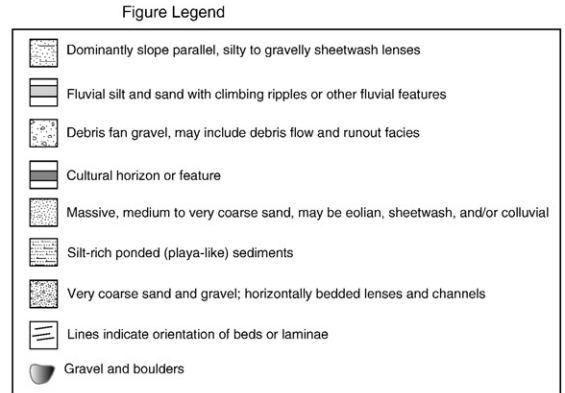 Figure Legend
Dominantly slope parallel, silty to gravelly sheetwash lenses
Fluvial silt and sand with climbing ripples or other fluvial features
Debris fan gravel, may include debris flow and runout facies
Cultural horizon or feature
Massive, medium to very coarse sand, may be eolian, sheetwash, and/or colluvial
Silt-rich ponded (playa-like) sediments
Very coarse sand and gravel; horizontally bedded lenses and channels
Lines indicate orientation of beds or laminae
Gravel and boulders